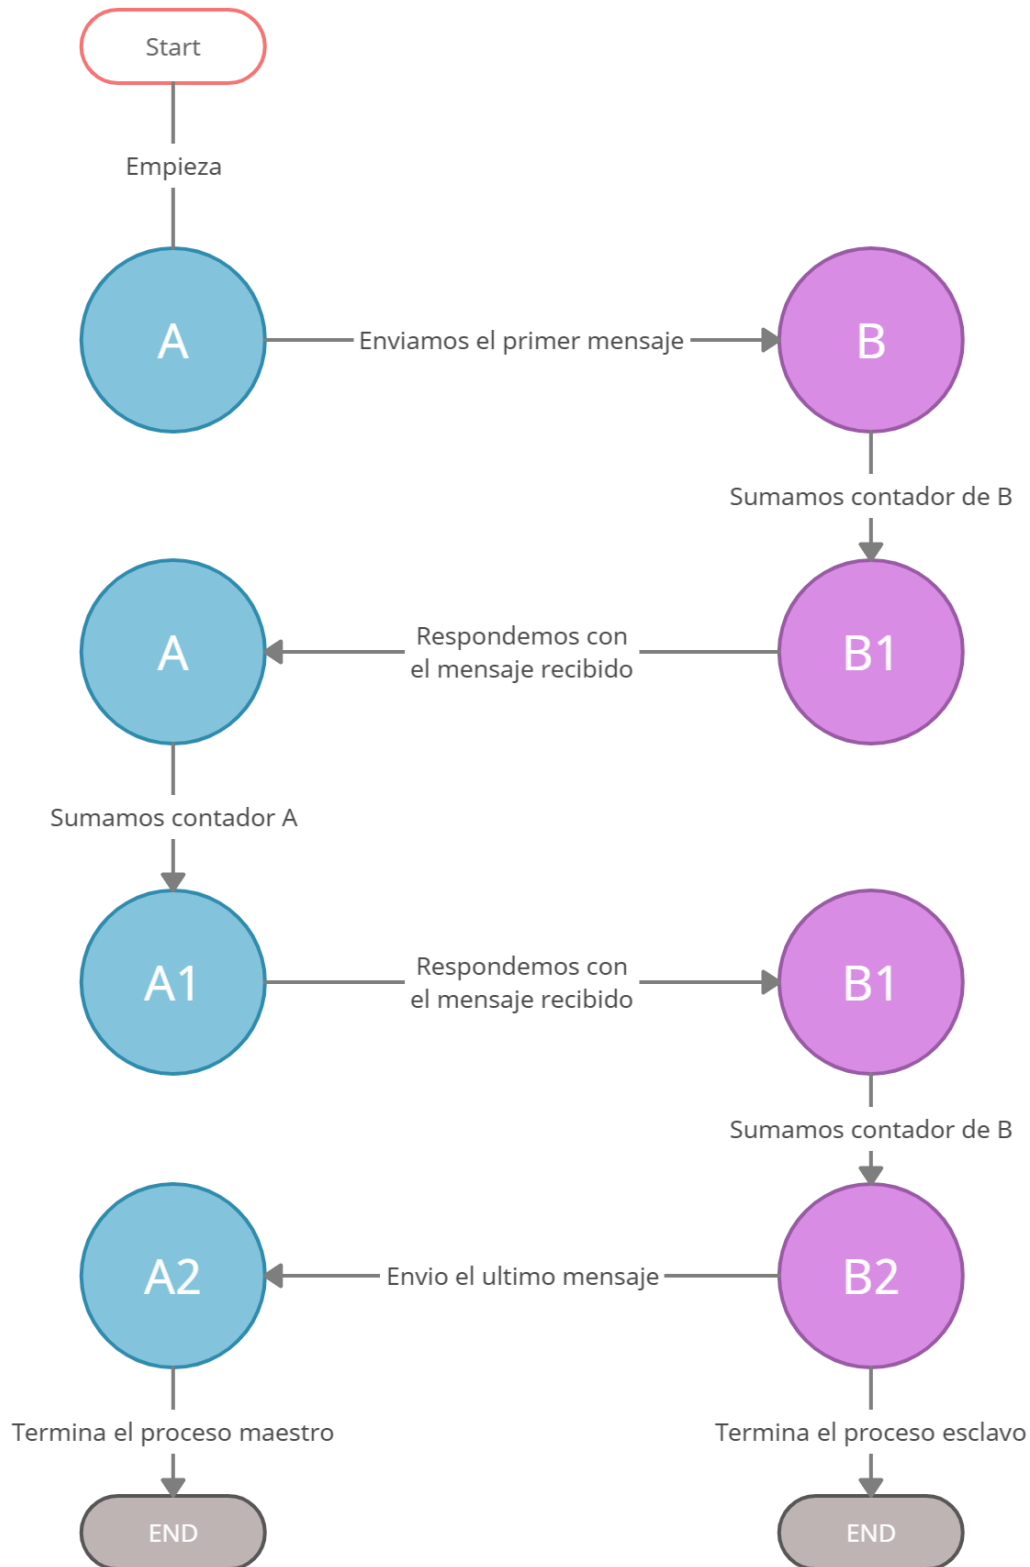 Start
Empieza
A
Enviamos el primer mensaje
B
Sumamos contador de B
A
Respondemos con
el mensaje recibido
B1
Sumamos contador A
A1
Respondemos con
el mensaje recibido
B1
Sumamos contador de B
A2
Envio el ultimo mensaje
B2
Termina el proceso maestro
Termina el proceso esclavo
END
END